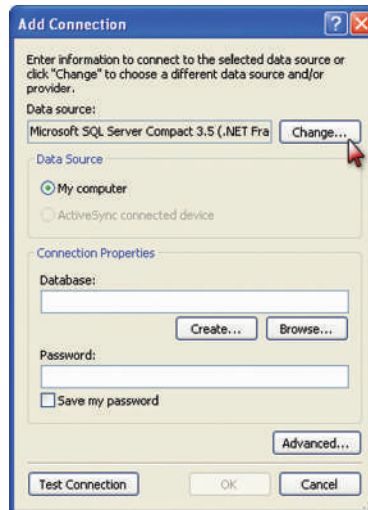 Add Connection
Enter information to connect to the selected data source or
click "Change" to choose a different data source and/or
provider.
Data source:
Microsoft SQL Server Compact 3.5 (.NET Fra
Change...
Data Source
My computer
ActiveSync connected device
Connection Properties
Database:
Create... Browse...
Password:
Save my password
Advanced...
Test Connection OK Cancel